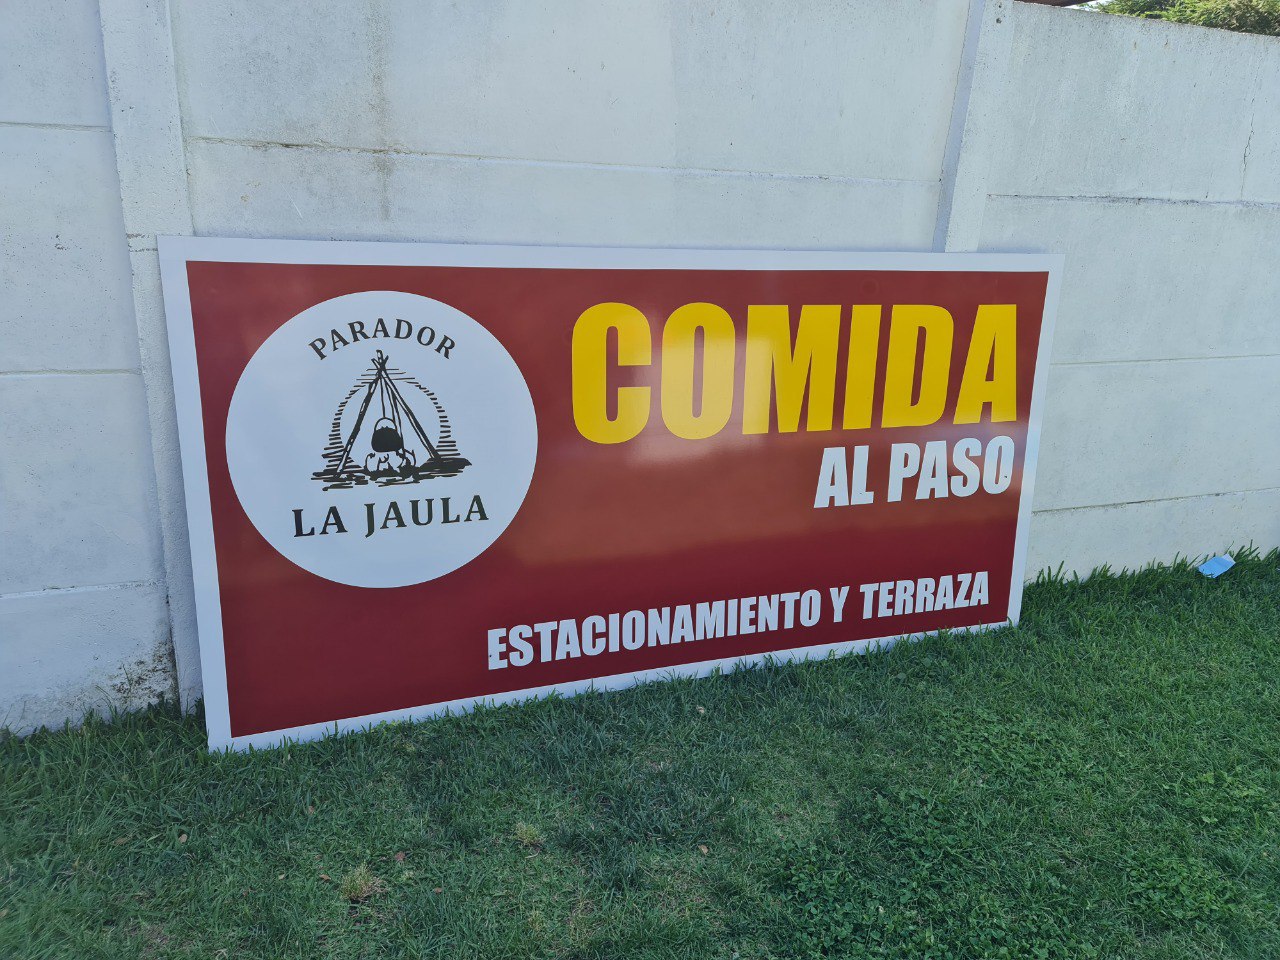 PARADOR
LA JAULA
COMIDA
AL PASO
ESTACIONAMIENTO Y TERRAZA